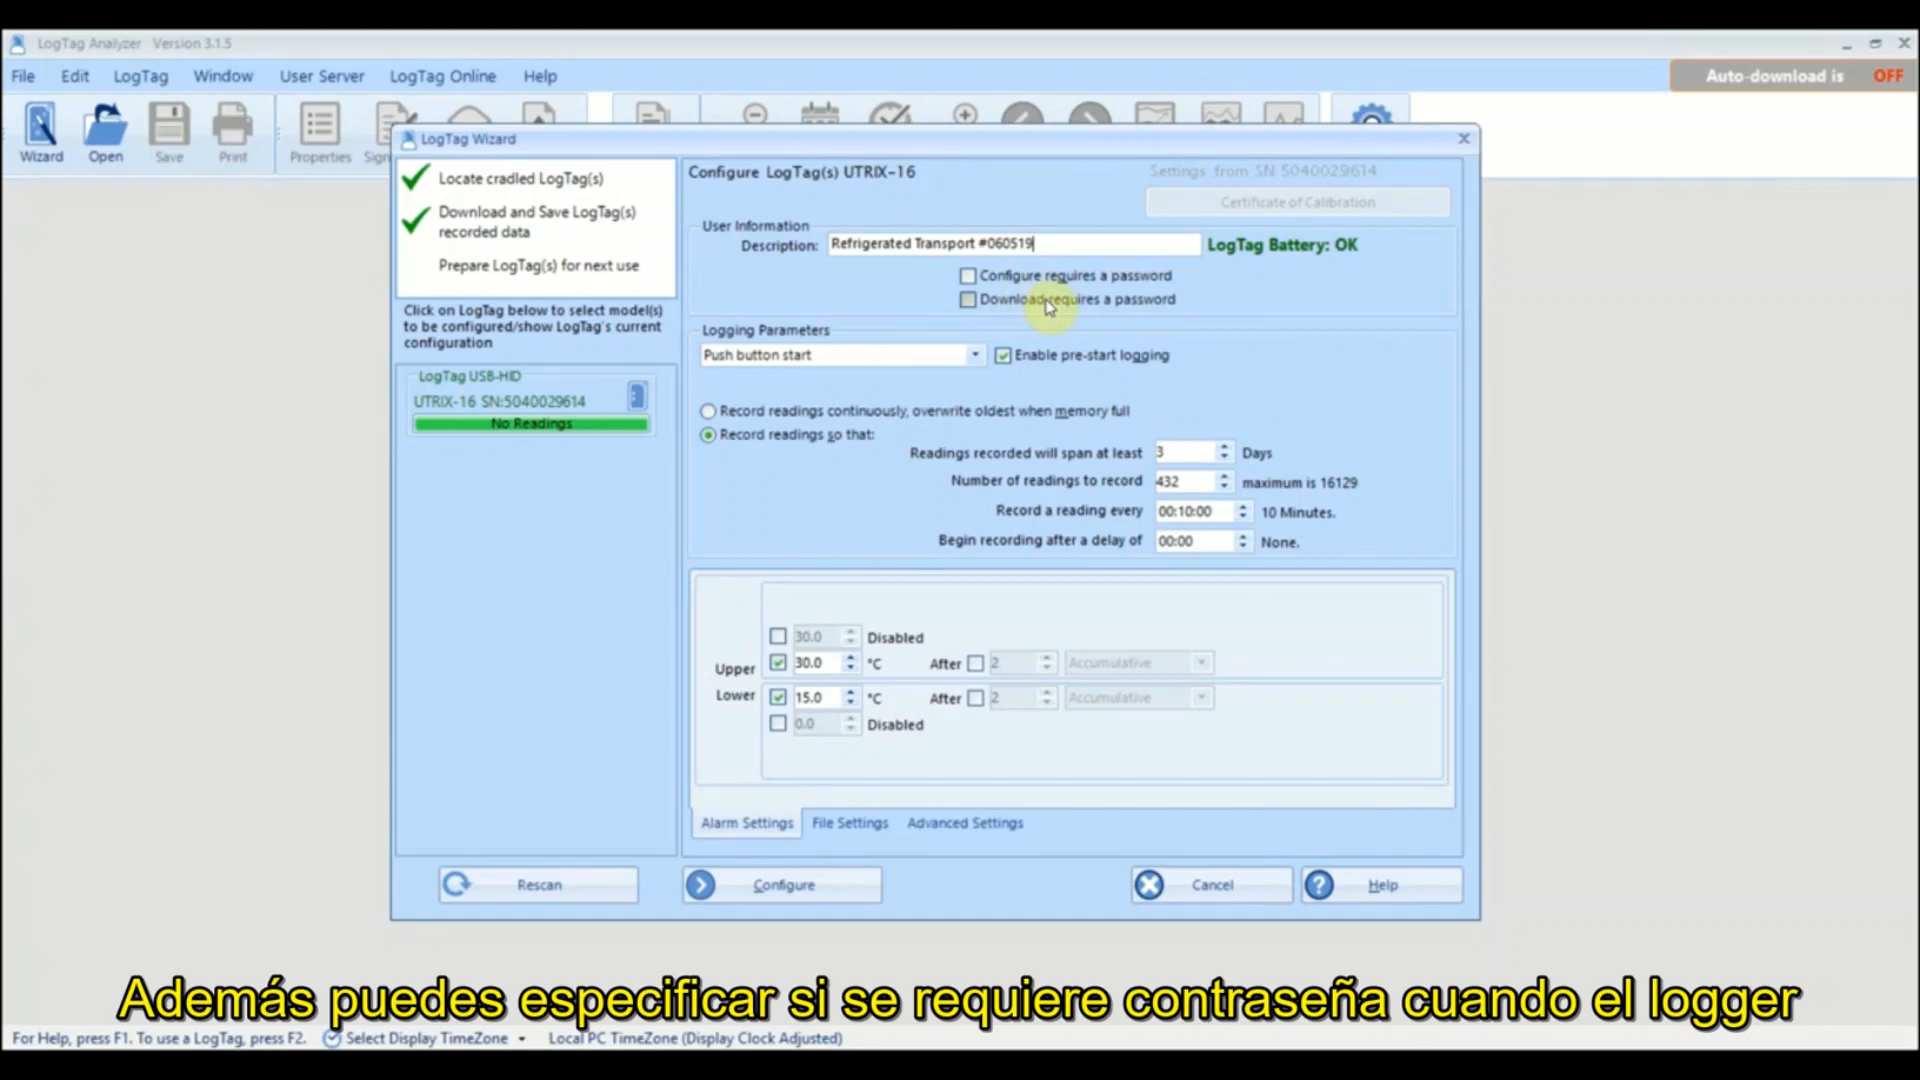 LogTag Analyzer Version 3.1.5
File Edit LogTag Window User Server LogTag Online Help
Auto-download is OFF
Wizard Open Save Print Properties Sign
LogTag Wizard
Locate cradled LogTag(s)
Download and Save LogTag(s)
recorded data
Prepare LogTag(s) for next use
Click on LogTag below to select model(s)
to be configured/show LogTag's current
configuration
LogTag USB-HID
UTRIX-16 SN:5040029614
No Readings
Configure LogTag(s) UTRIX-16
Settings from SN 5040029614
Certificate of Calibration
User Information
Description: Refrigerated Transport #060519
LogTag Battery: OK
Configure requires a password
Download requires a password
Logging Parameters
Push button start Enable pre-start logging
Record readings continuously, overwrite oldest when memory full
Record readings so that:
Readings recorded will span at least 3 Days
Number of readings to record 432 maximum is 16129
Record a reading every 00:10:00 10 Minutes.
Begin recording after a delay of 00:00 None.
30.0 Disabled
Upper 30.0 °C After 2 Accumulative
Lower 15.0 °C After 2 Accumulative
0.0 Disabled
Alarm Settings File Settings Advanced Settings
Rescan Configure Cancel Help
Además puedes especificar si se requiere contraseña cuando el logger
For Help, press F1. To use a LogTag, press F2. Select Display TimeZone Local PC TimeZone (Display Clock Adjusted)